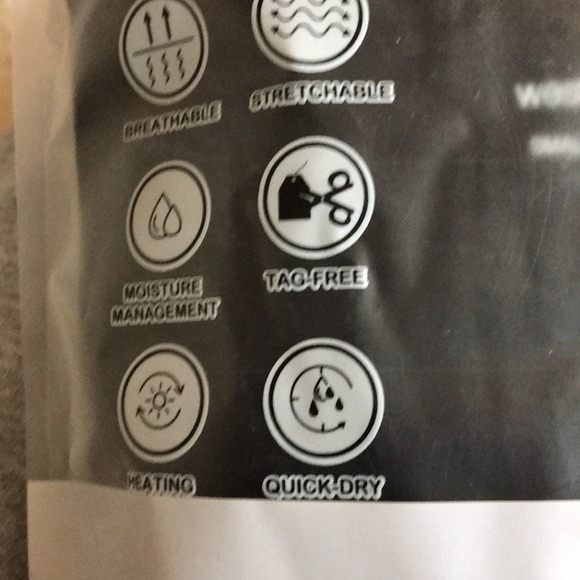 BREATHABLE
STRETCHABLE
MOISTURE
MANAGEMENT
TAG-FREE
HEATING
QUICK-DRY